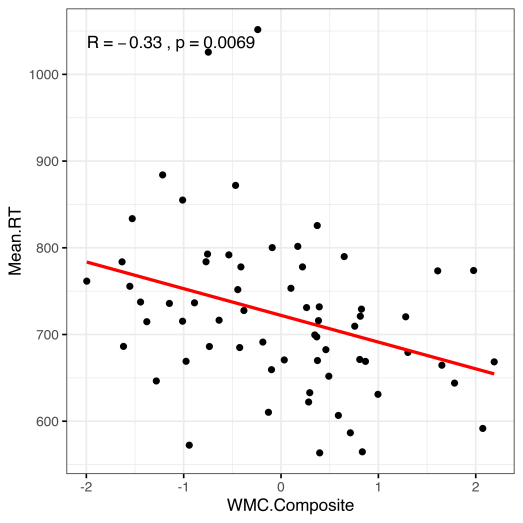 R = −0.33 , p = 0.0069
1000
900
800
700
600
Mean.RT
-2 -1 0 1 2
WMC.Composite